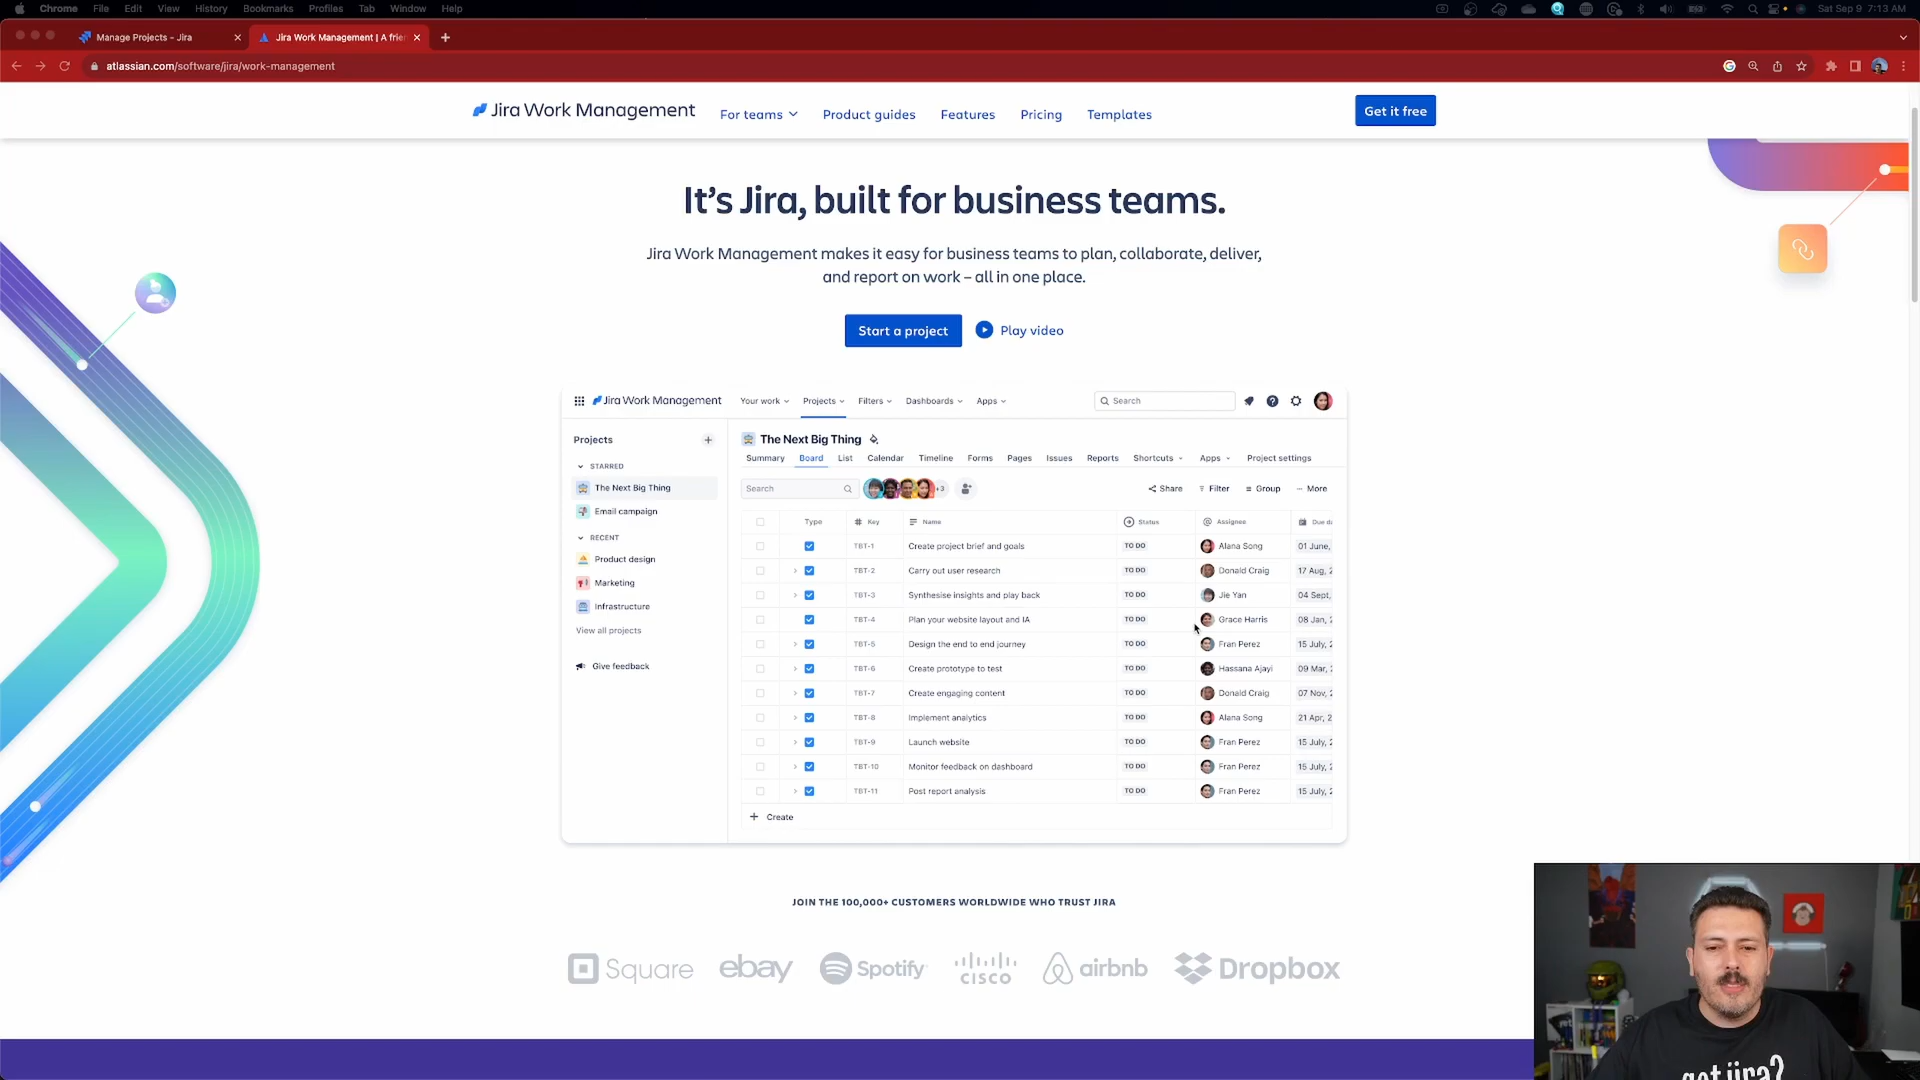 Chrome File Edit View History Bookmarks Profiles Tab Window Help
Sat Sep 9 7:13 AM
Manage Projects - Jira
Jira Work Management | A frie
atlassian.com/software/jira/work-management
Jira Work Management
For teams
Product guides
Features
Pricing
Templates
Get it free
It's Jira, built for business teams.
Jira Work Management makes it easy for business teams to plan, collaborate, deliver,
and report on work – all in one place.
Start a project
Play video
Jira Work Management
Your work
Projects
Filters
Dashboards
Apps
Search
Projects
STARRED
The Next Big Thing
Email campaign
RECENT
Product design
Marketing
Infrastructure
View all projects
Give feedback
The Next Big Thing
Summary Board List Calendar Timeline Forms Pages Issues Reports Shortcuts Apps Project settings
Search
+3
Share Filter Group More
Type # Key Name Status Assignee Due da
TBT-1 Create project brief and goals TO DO Alana Song 01 June,
TBT-2 Carry out user research TO DO Donald Craig 17 Aug, 2
TBT-3 Synthesise insights and play back TO DO Jie Yan 04 Sept,
TBT-4 Plan your website layout and IA TO DO Grace Harris 08 Jan, 2
TBT-5 Design the end to end journey TO DO Fran Perez 15 July, 2
TBT-6 Create prototype to test TO DO Hassana Ajayi 09 Mar, 2
TBT-7 Create engaging content TO DO Donald Craig 07 Nov, 2
TBT-8 Implement analytics TO DO Alana Song 21 Apr, 2
TBT-9 Launch website TO DO Fran Perez 15 July, 2
TBT-10 Monitor feedback on dashboard TO DO Fran Perez 15 July, 2
TBT-11 Post report analysis TO DO Fran Perez 15 July, 2
+ Create
JOIN THE 100,000+ CUSTOMERS WORLDWIDE WHO TRUST JIRA
Square
ebay
Spotify
CISCO
airbnb
Dropbox
got jira?